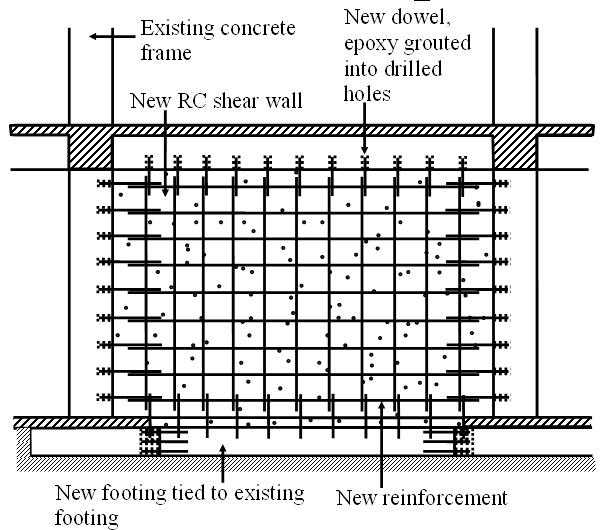 Existing concrete
frame
New dowel,
epoxy grouted
into drilled
holes
New RC shear wall
New footing tied to existing
footing
New reinforcement